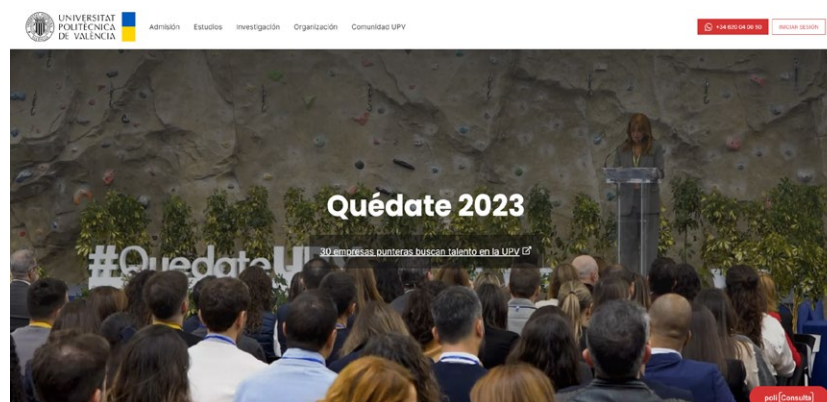 UNIVERSITAT
POLITÈCNICA
DE VALÈNCIA
Admisión Estudios Investigación Organización Comunidad UPV
INICIAR SESIÓN
Quédate 2023
30 empresas punteras buscan talento en la UPV
#QuedateU
poli[Consulta]